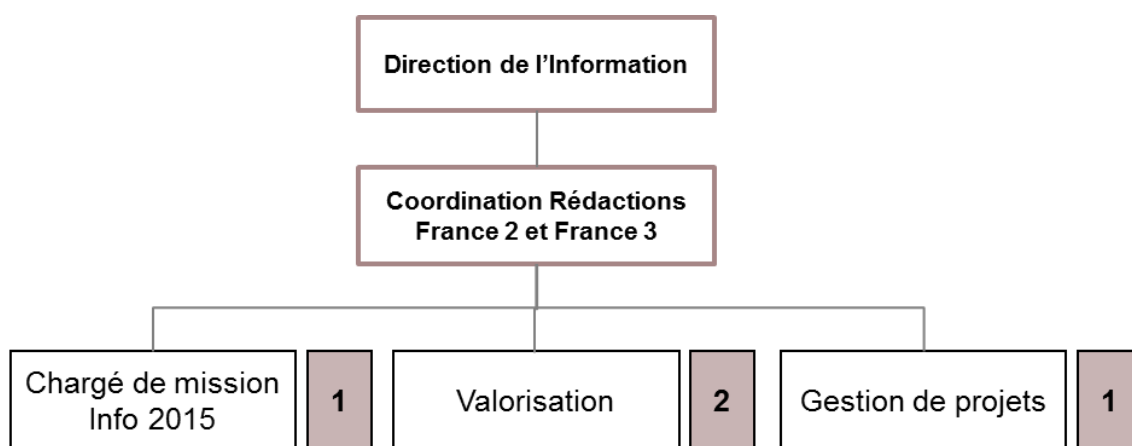 Direction de l’Information
Coordination Rédactions
France 2 et France 3
Chargé de mission
Info 2015
1
Valorisation
2
Gestion de projets
1